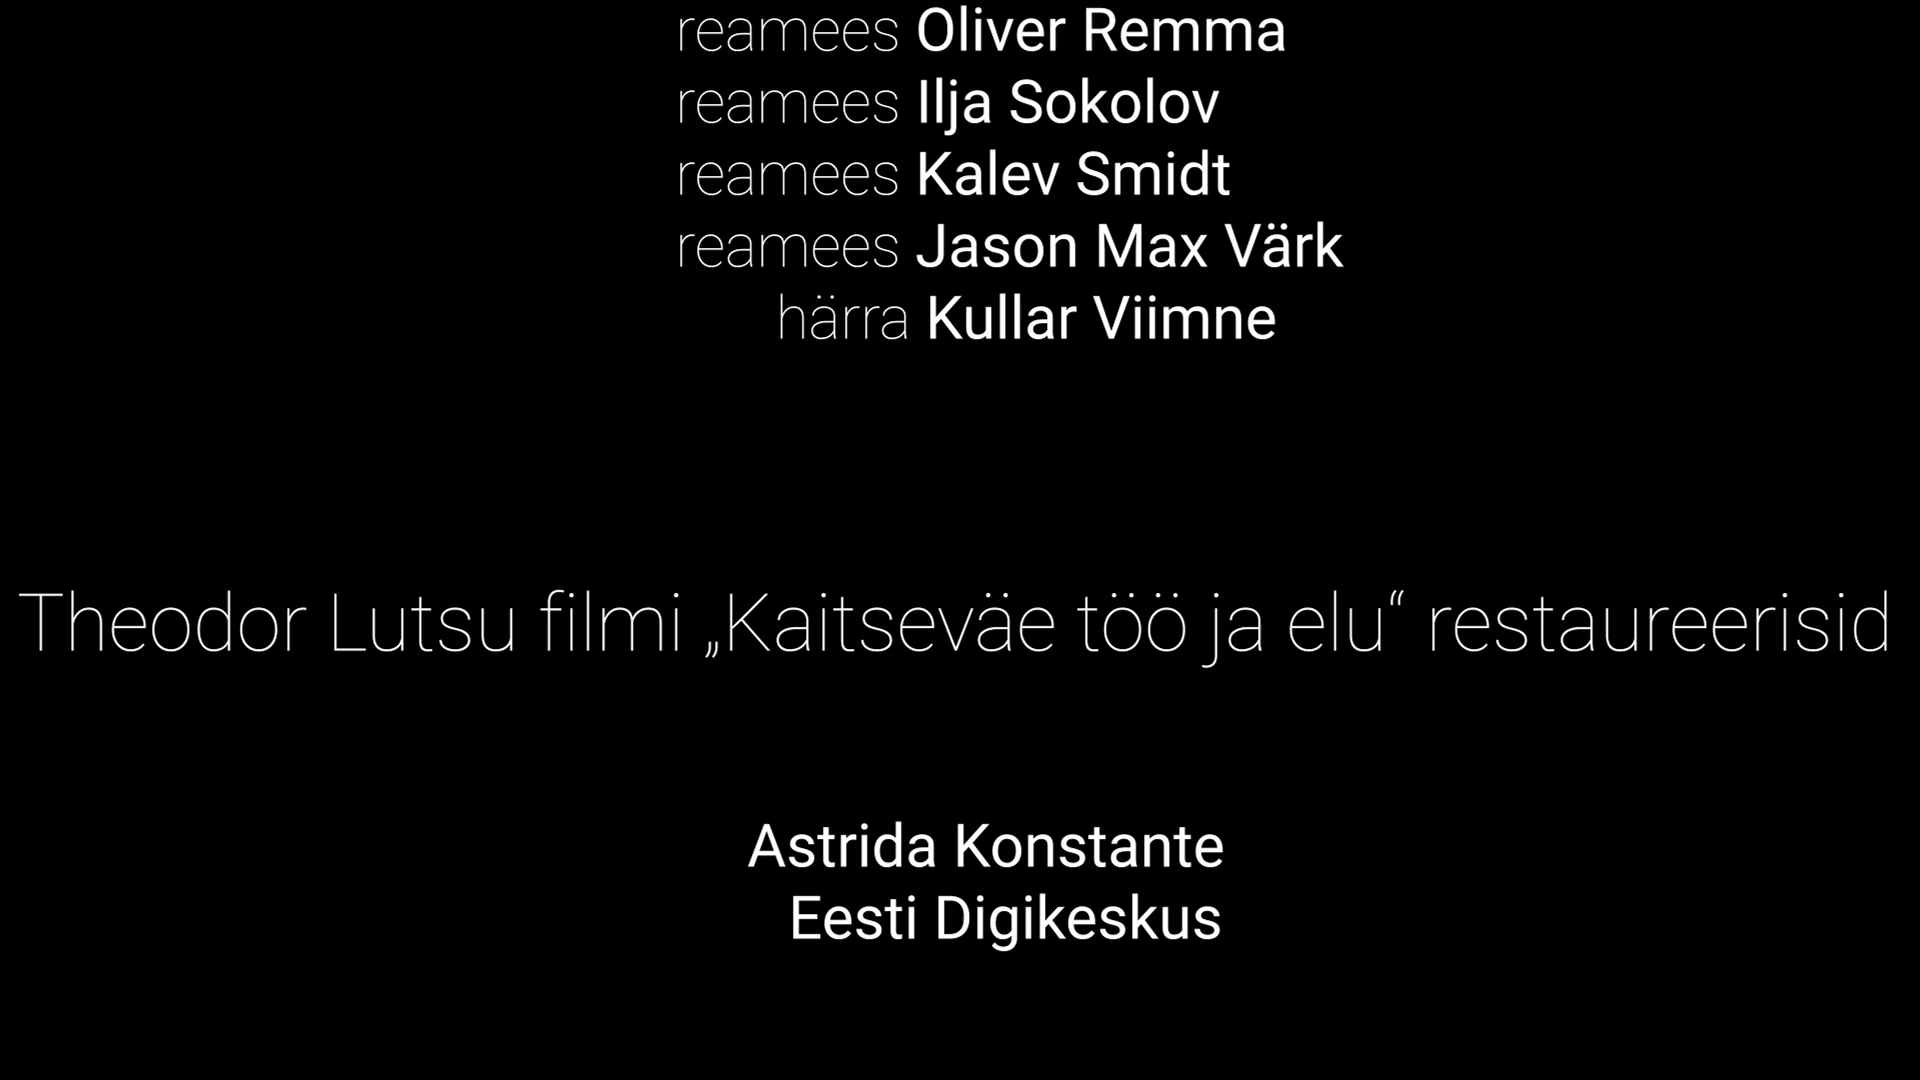 reamees Oliver Remma
reamees Ilja Sokolov
reamees Kalev Smidt
reamees Jason Max Värk
härra Kullar Viimne
Theodor Lutsu filmi „Kaitseväe töö ja elu“ restaureerisid
Astrida Konstante
Eesti Digikeskus